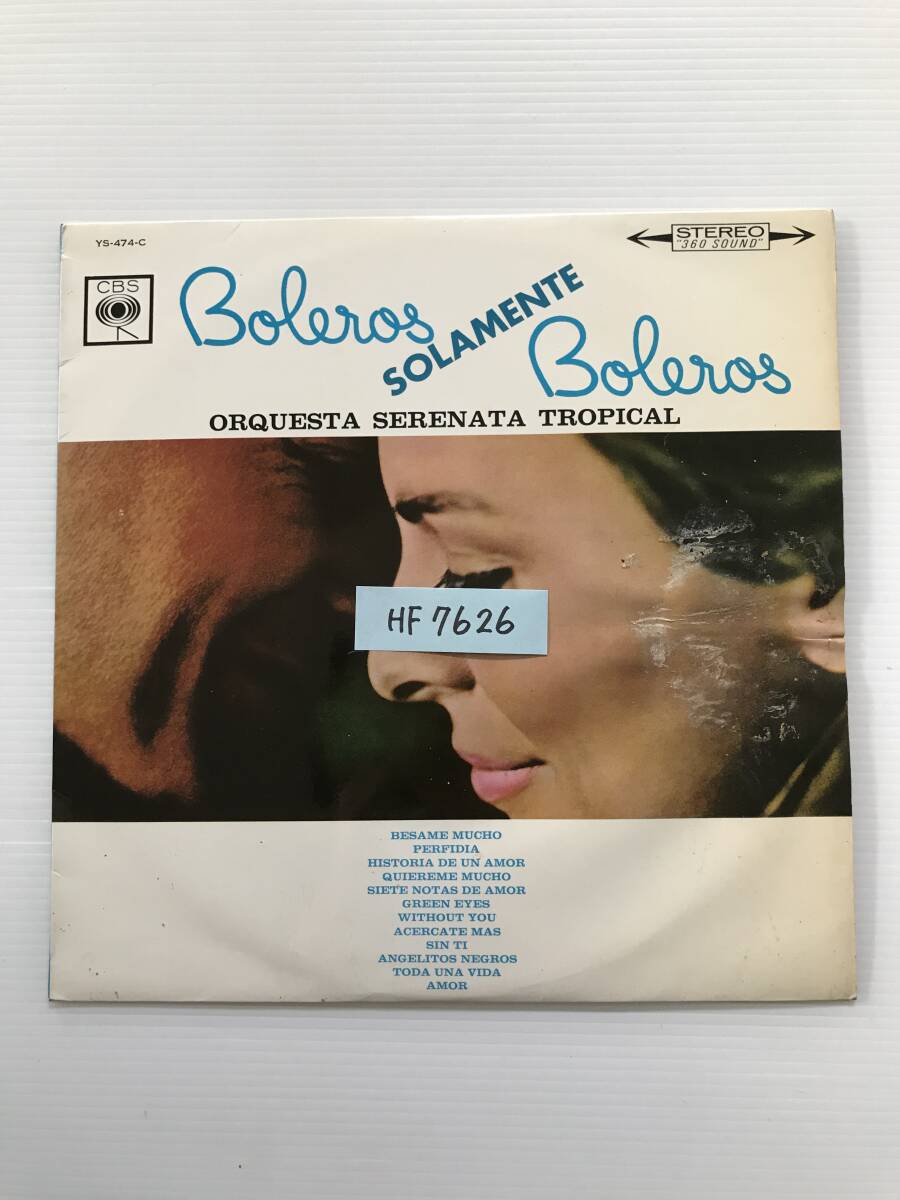 YS-474-C
STEREO
"360 SOUND"
CBS
Boleros
SOLAMENTE
Boleros
ORQUESTA SERENATA TROPICAL
HF 7626
BESAME MUCHO
PERFIDIA
HISTORIA DE UN AMOR
QUIEREME MUCHO
SIETE NOTAS DE AMOR
GREEN EYES
WITHOUT YOU
ACERCATE MAS
SIN TI
ANGELITOS NEGROS
TODA UNA VIDA
AMOR